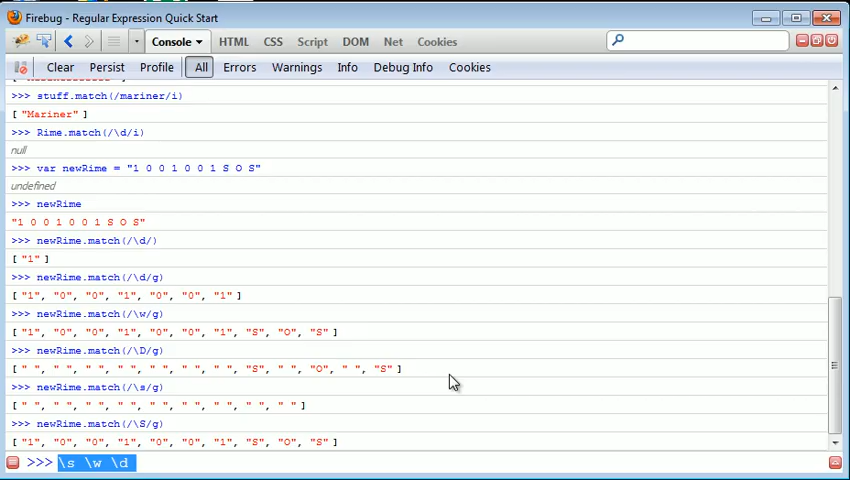 Firebug - Regular Expression Quick Start
Console HTML CSS Script DOM Net Cookies
Clear Persist Profile All Errors Warnings Info Debug Info Cookies
>>> stuff.match(/mariner/i)
["Mariner"]
>>> Rime.match(/\d/i)
null
>>> var newRime = "1 0 0 1 0 0 1 S O S"
undefined
>>> newRime
"1 0 0 1 0 0 1 S O S"
>>> newRime.match(/\d/)
["1"]
>>> newRime.match(/\d/g)
["1", "0", "0", "1", "0", "0", "1"]
>>> newRime.match(/\w/g)
["1", "0", "0", "1", "0", "0", "1", "S", "O", "S"]
>>> newRime.match(/\D/g)
[" ", " ", " ", " ", " ", " ", " ", "S", " ", "O", " ", "S"]
>>> newRime.match(/\s/g)
[" ", " ", " ", " ", " ", " ", " ", " ", " "]
>>> newRime.match(/\S/g)
["1", "0", "0", "1", "0", "0", "1", "S", "O", "S"]
>>> \s \w \d